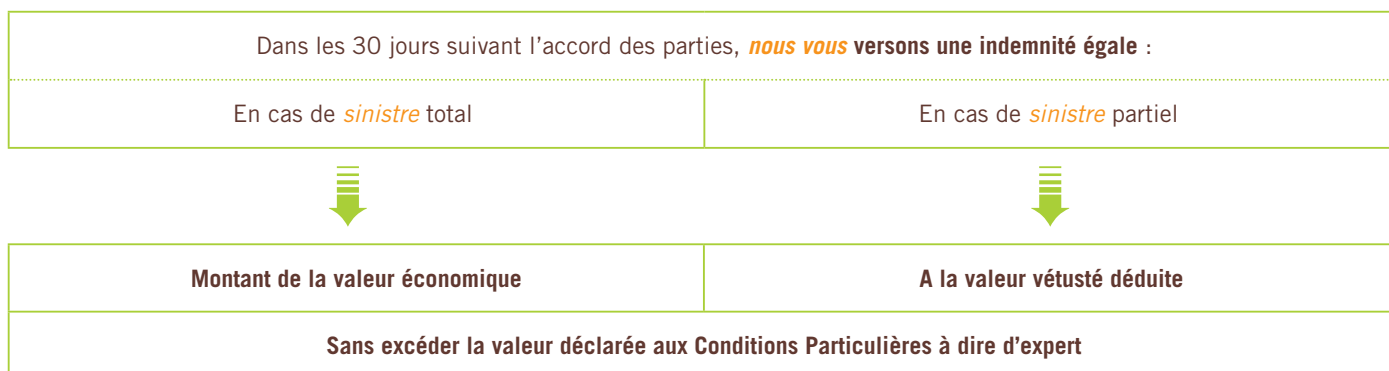 Dans les 30 jours suivant l’accord des parties, nous vous versons une indemnité égale :
En cas de sinistre total
En cas de sinistre partiel
Montant de la valeur économique
A la valeur vétusté déduite
Sans excéder la valeur déclarée aux Conditions Particulières à dire d’expert